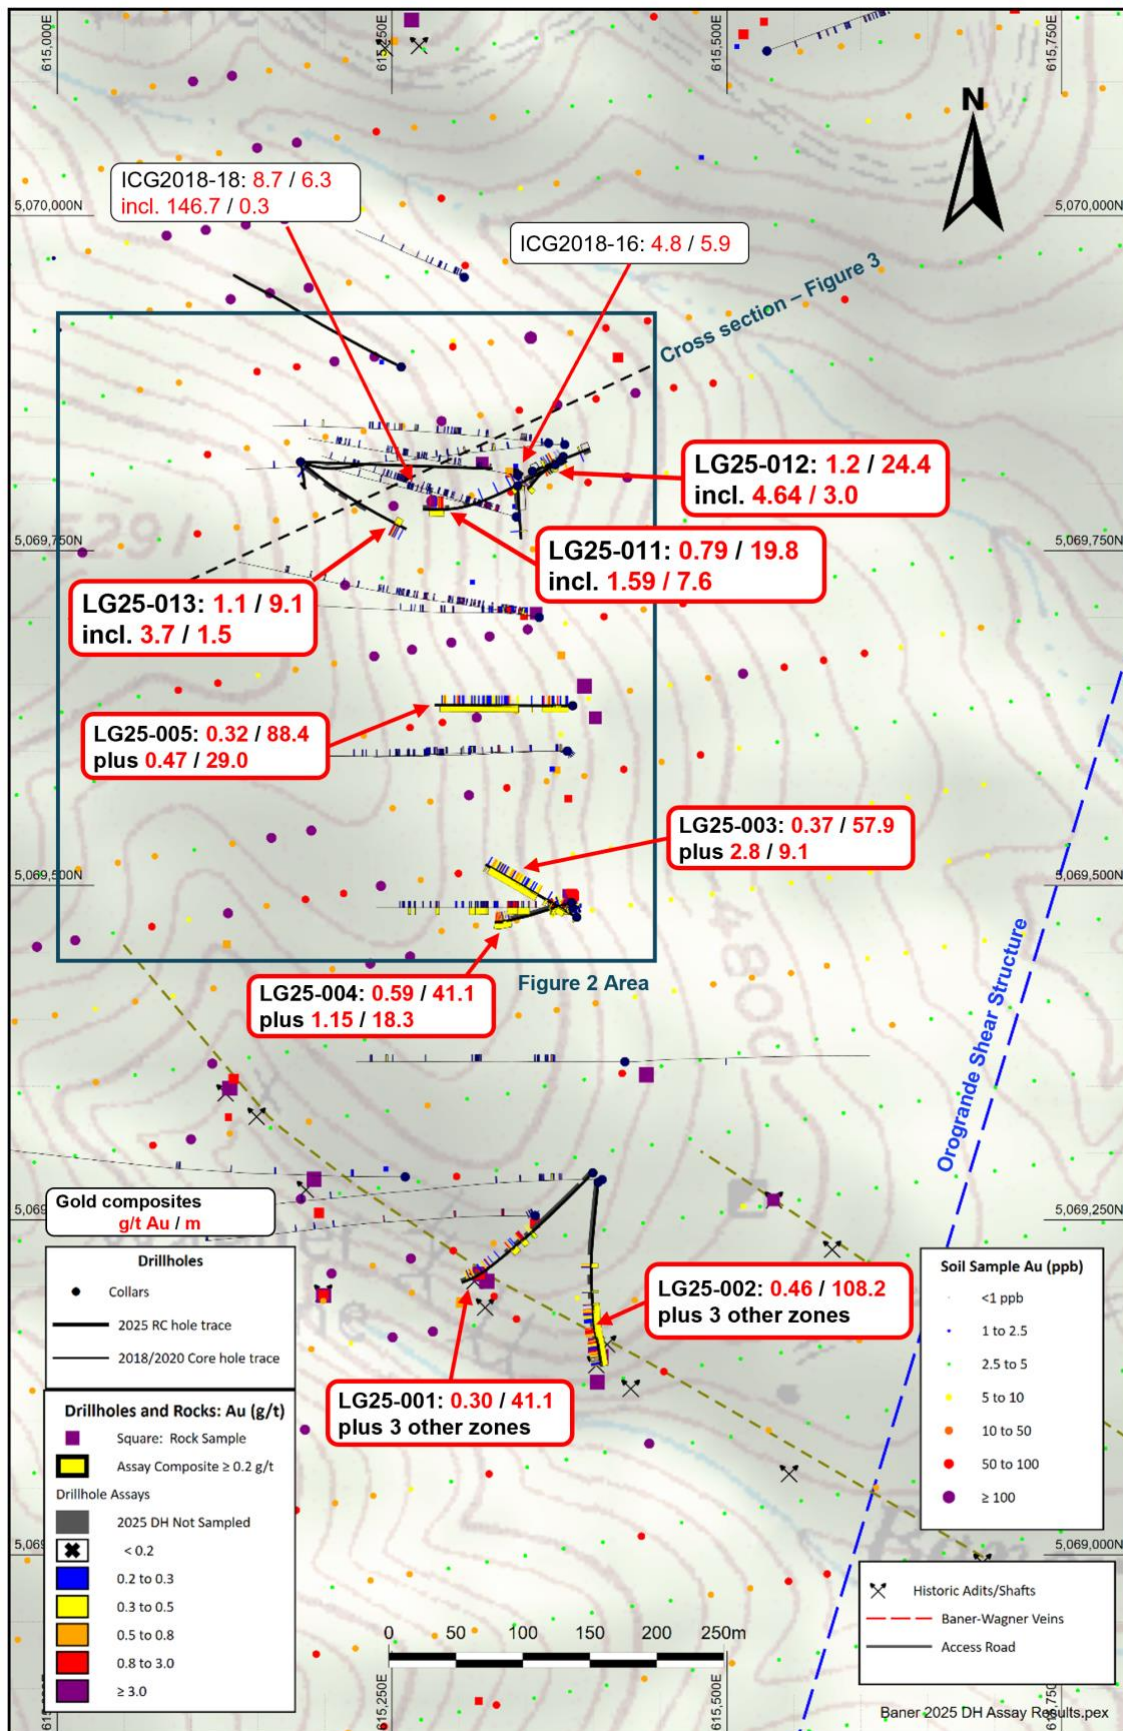 615,000E
615,250E
615,500E
615,750E
N
ICG2018-18: 8.7 / 6.3
incl. 146.7 / 0.3
5,070,000N
5,070,000N
ICG2018-16: 4.8 / 5.9
Cross section – Figure 3
LG25-012: 1.2 / 24.4
incl. 4.64 / 3.0
5,069,750N
5,069,750N
LG25-011: 0.79 / 19.8
incl. 1.59 / 7.6
LG25-013: 1.1 / 9.1
incl. 3.7 / 1.5
LG25-005: 0.32 / 88.4
plus 0.47 / 29.0
LG25-003: 0.37 / 57.9
plus 2.8 / 9.1
5,069,500N
5,069,500N
Figure 2 Area
LG25-004: 0.59 / 41.1
plus 1.15 / 18.3
Orogrande Shear Structure
Gold composites
g/t Au / m
5,069,250N
Drillholes
Collars
2025 RC hole trace
2018/2020 Core hole trace
LG25-002: 0.46 / 108.2
plus 3 other zones
LG25-001: 0.30 / 41.1
plus 3 other zones
Soil Sample Au (ppb)
<1 ppb
1 to 2.5
2.5 to 5
5 to 10
10 to 50
50 to 100
≥ 100
Drillholes and Rocks: Au (g/t)
Square: Rock Sample
Assay Composite ≥ 0.2 g/t
Drillhole Assays
2025 DH Not Sampled
< 0.2
0.2 to 0.3
0.3 to 0.5
0.5 to 0.8
0.8 to 3.0
≥ 3.0
5,069,000N
Historic Adits/Shafts
Baner-Wagner Veins
Access Road
0 50 100 150 200 250m
615,250E
615,500E
Baner 2025 DH Assay Results.pex